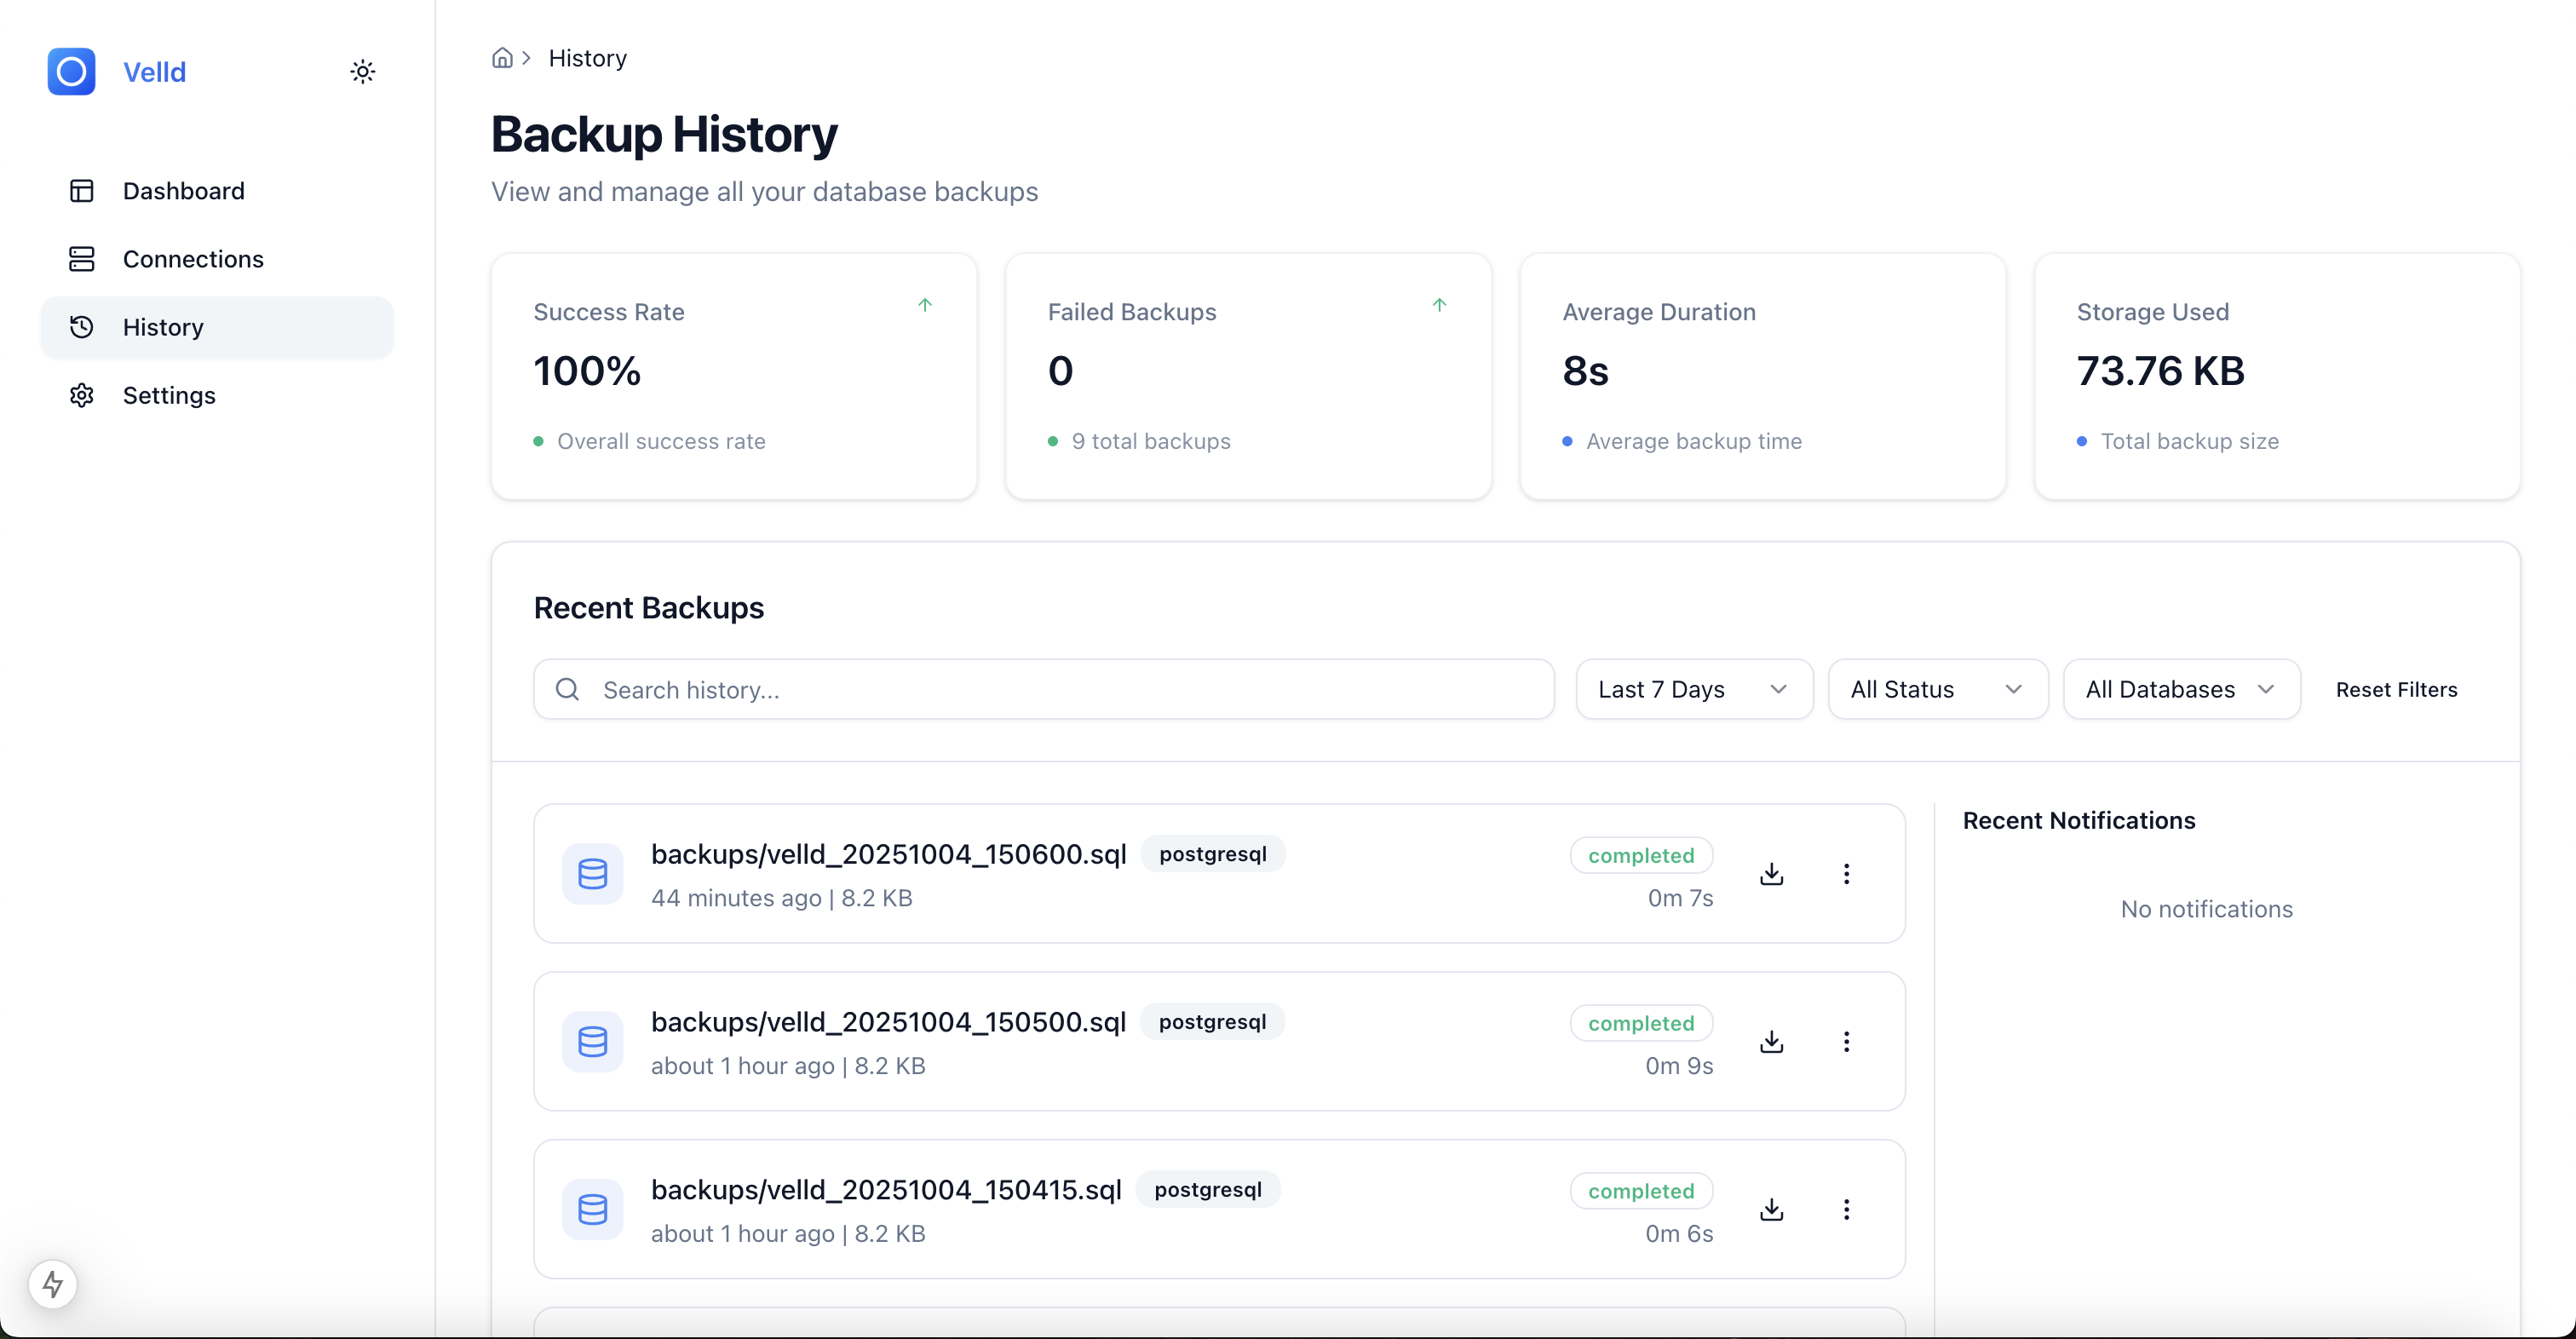 Velld
Dashboard
Connections
History
Settings
History
Backup History
View and manage all your database backups
Success Rate
100%
Overall success rate
Failed Backups
0
9 total backups
Average Duration
8s
Average backup time
Storage Used
73.76 KB
Total backup size
Recent Backups
Search history...
Last 7 Days
All Status
All Databases
Reset Filters
backups/velld_20251004_150600.sql postgresql
44 minutes ago | 8.2 KB
completed
0m 7s
backups/velld_20251004_150500.sql postgresql
about 1 hour ago | 8.2 KB
completed
0m 9s
backups/velld_20251004_150415.sql postgresql
about 1 hour ago | 8.2 KB
completed
0m 6s
Recent Notifications
No notifications